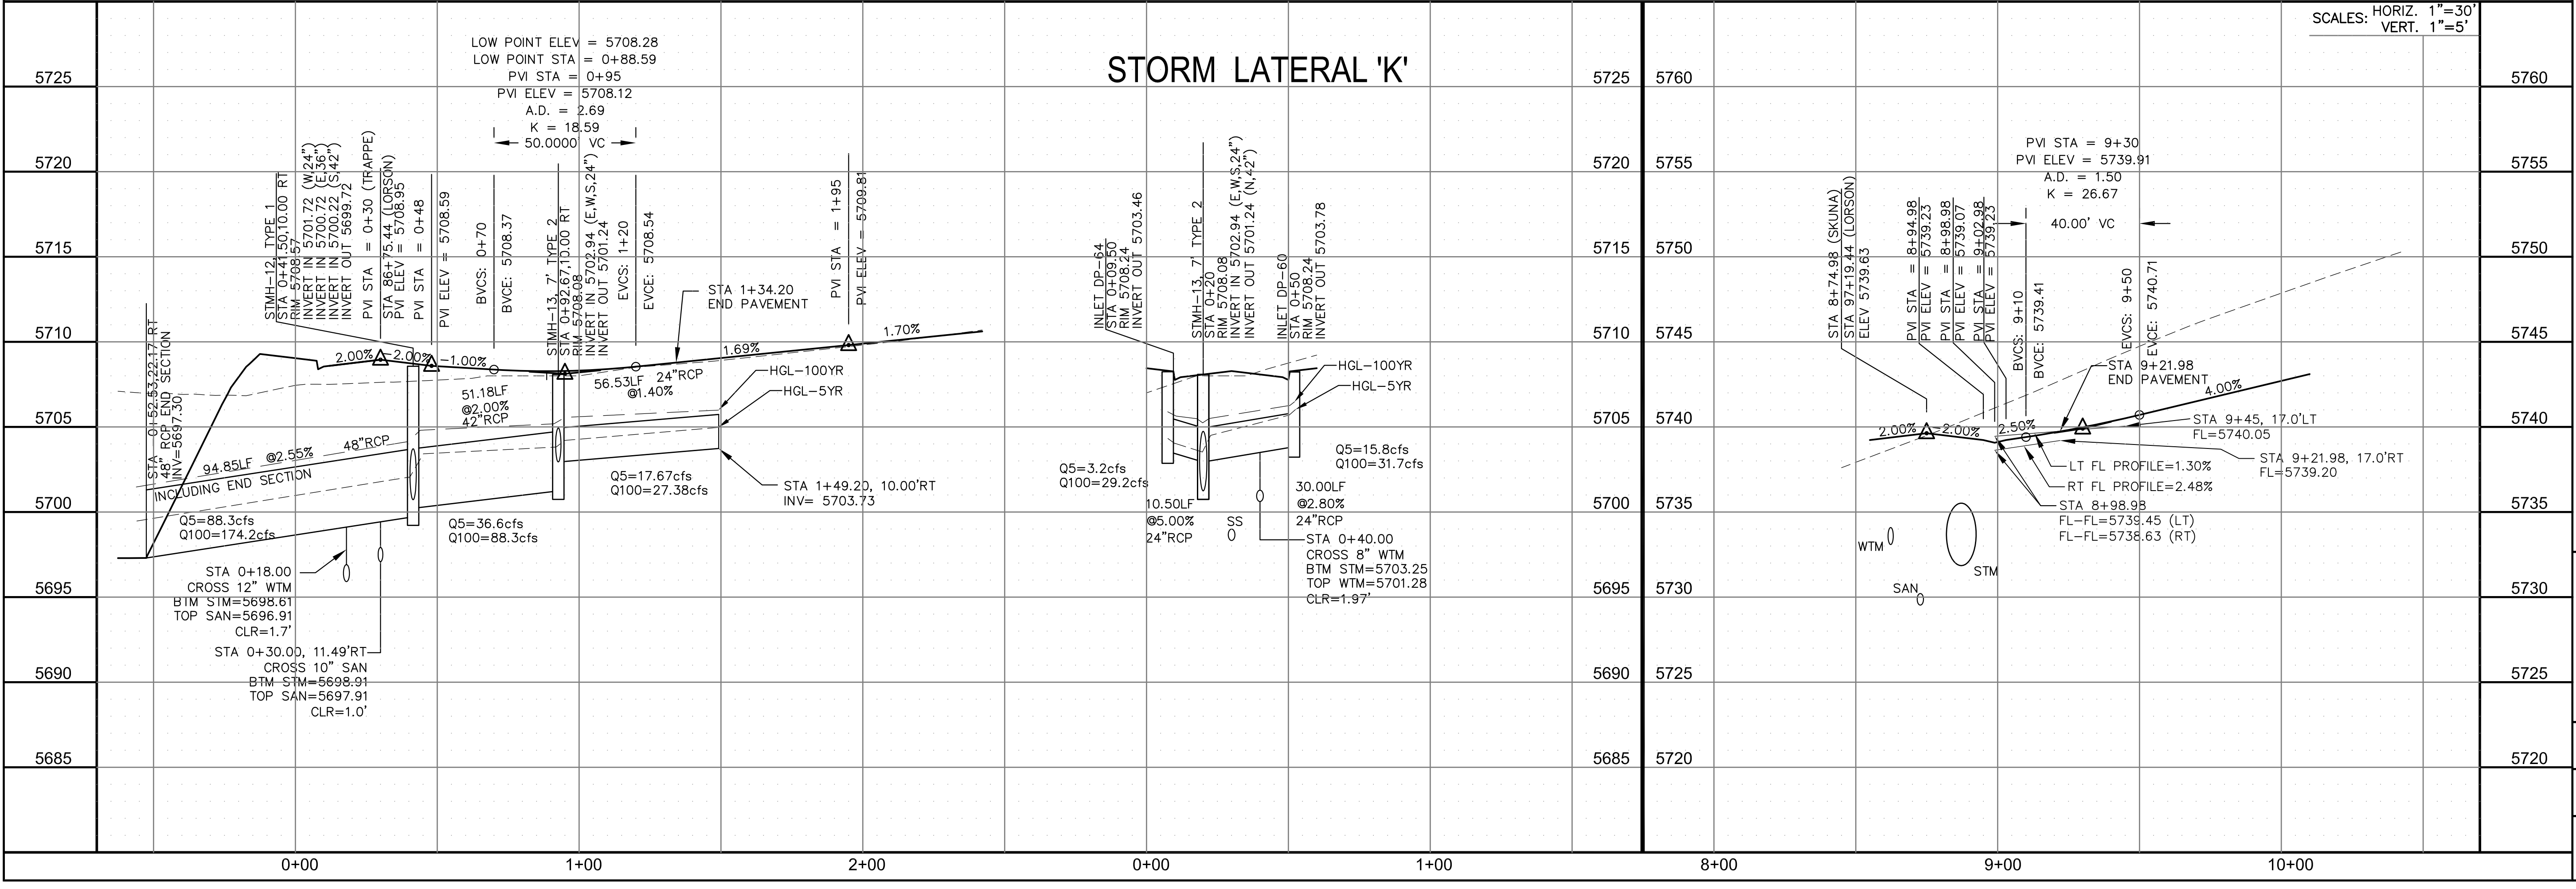 SCALES: HORIZ. 1"=30'
VERT. 1"=5'
STORM LATERAL 'K'
5725
5720
5715
5710
5705
5700
5695
5690
5685
LOW POINT ELEV = 5708.28
LOW POINT STA = 0+88.59
PVI STA = 0+95
PVI ELEV = 5708.12
A.D. = 2.69
K = 18.59
50.0000 VC
STA -0+52.53,22.17 RT
48" RCP END SECTION
INV=5697.30
STMH-12, TYPE 1
STA 0+41.50,10.00 RT
RIM 5708.57
INVERT IN 5701.72 (W,24")
INVERT IN 5700.72 (E,36")
INVERT IN 5700.22 (S,42")
INVERT OUT 5699.72
PVI STA = 0+30 (TRAPPE)
STA 86+75.44 (LORSON)
PVI ELEV = 5708.95
PVI STA = 0+48
PVI ELEV = 5708.59
BVCS: 0+70
BVCE: 5708.37
STMH-13, 7' TYPE 2
STA 0+92.67,10.00 RT
RIM 5708.08
INVERT IN 5702.94 (E,W,S,24")
INVERT OUT 5701.24
EVCS: 1+20
EVCE: 5708.54
STA 1+34.20
END PAVEMENT
PVI STA = 1+95
PVI ELEV = 5709.81
2.00%
-2.00%
-1.00%
1.69%
1.70%
51.18LF
@2.00%
42"RCP
56.53LF
@1.40%
24"RCP
HGL-100YR
HGL-5YR
94.85LF @2.55% 48"RCP
INCLUDING END SECTION
Q5=88.3cfs
Q100=174.2cfs
Q5=36.6cfs
Q100=88.3cfs
Q5=17.67cfs
Q100=27.38cfs
STA 1+49.20, 10.00'RT
INV= 5703.73
STA 0+18.00
CROSS 12" WTM
BTM STM=5698.61
TOP SAN=5696.91
CLR=1.7'
STA 0+30.00, 11.49'RT
CROSS 10" SAN
BTM STM=5698.91
TOP SAN=5697.91
CLR=1.0'
0+00
1+00
2+00
INLET DP-64
STA 0+09.50
RIM 5708.24
INVERT OUT 5703.46
STMH-13, 7' TYPE 2
STA 0+20
RIM 5708.08
INVERT IN 5702.94 (E,W,S,24")
INVERT OUT 5701.24 (N,42")
INLET DP-60
STA 0+50
RIM 5708.24
INVERT OUT 5703.78
HGL-100YR
HGL-5YR
Q5=3.2cfs
Q100=29.2cfs
Q5=15.8cfs
Q100=31.7cfs
10.50LF
@5.00%
24"RCP
SS
30.00LF
@2.80%
24"RCP
STA 0+40.00
CROSS 8" WTM
BTM STM=5703.25
TOP WTM=5701.28
CLR=1.97'
0+00
1+00
5725
5720
5715
5710
5705
5700
5695
5690
5685
5760
5755
5750
5745
5740
5735
5730
5725
5720
PVI STA = 9+30
PVI ELEV = 5739.91
A.D. = 1.50
K = 26.67
40.00' VC
STA 8+74.98 (SKUNA)
STA 97+19.44 (LORSON)
ELEV 5739.63
PVI STA = 8+94.98
PVI ELEV = 5739.23
PVI STA = 8+98.98
PVI ELEV = 5739.07
PVI STA = 9+02.98
PVI ELEV = 5739.23
BVCS: 9+10
BVCE: 5739.41
EVCS: 9+50
EVCE: 5740.71
STA 9+21.98
END PAVEMENT
2.00%
-2.00%
2.50%
4.00%
STA 9+45, 17.0'LT
FL=5740.05
STA 9+21.98, 17.0'RT
FL=5739.20
LT FL PROFILE=1.30%
RT FL PROFILE=2.48%
STA 8+98.98
FL-FL=5739.45 (LT)
FL-FL=5738.63 (RT)
WTM
STM
SAN
8+00
9+00
10+00
5760
5755
5750
5745
5740
5735
5730
5725
5720